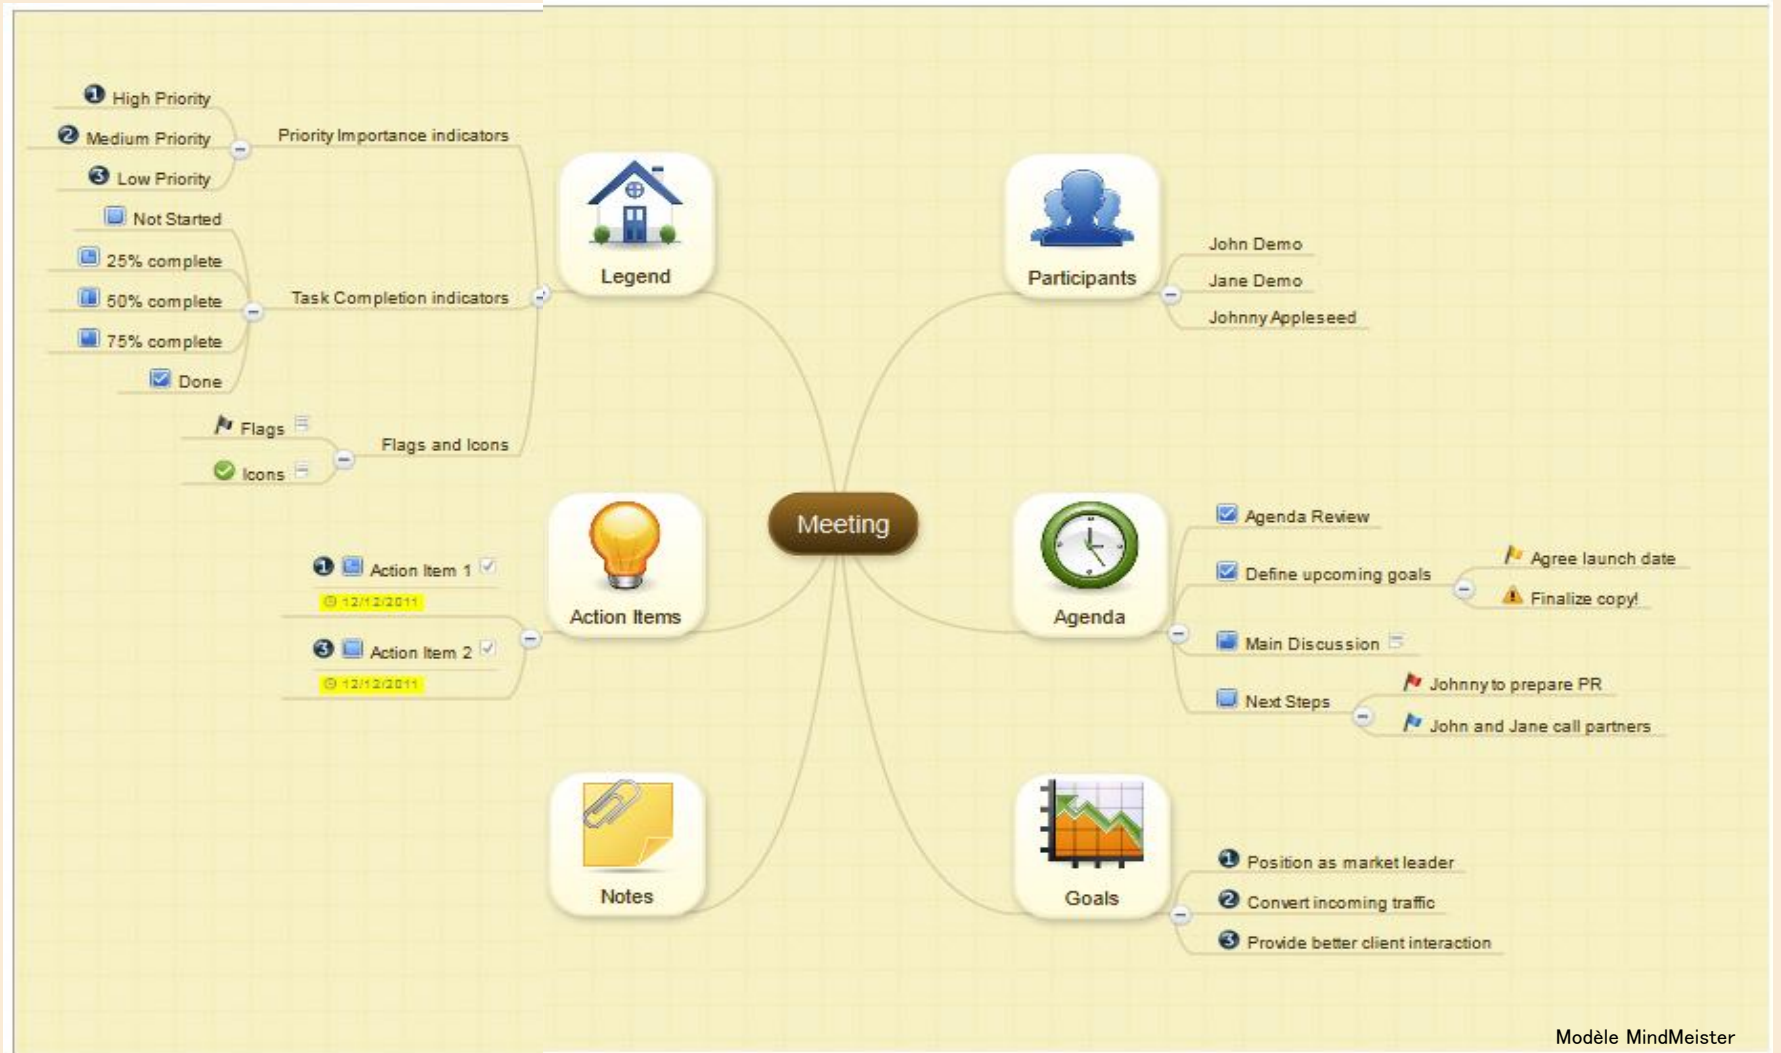 High Priority
Medium Priority
Low Priority
Priority Importance indicators
Not Started
25% complete
50% complete
75% complete
Done
Task Completion indicators
Flags
Icons
Flags and Icons
Legend
Participants
John Demo
Jane Demo
Johnny Appleseed
Meeting
Action Item 1
12/12/2011
Action Item 2
12/12/2011
Action Items
Agenda
Agenda Review
Define upcoming goals
Agree launch date
Finalize copy!
Main Discussion
Next Steps
Johnny to prepare PR
John and Jane call partners
Notes
Goals
1 Position as market leader
2 Convert incoming traffic
3 Provide better client interaction
Modèle MindMeister